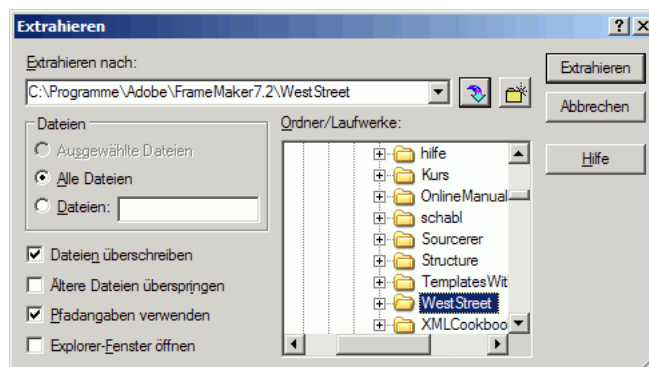 Extrahieren
Extrahieren nach:
C:\Programme\Adobe\FrameMaker7.2\WestStreet
Extrahieren
Abbrechen
Hilfe
Dateien
Ausgewählte Dateien
Alle Dateien
Dateien:
Dateien überschreiben
Ältere Dateien überspringen
Pfadangaben verwenden
Explorer-Fenster öffnen
Ordner/Laufwerke:
hilfe
Kurs
OnlineManual
schabl
Sourcerer
Structure
TemplatesWit
WestStreet
XMLCookboo